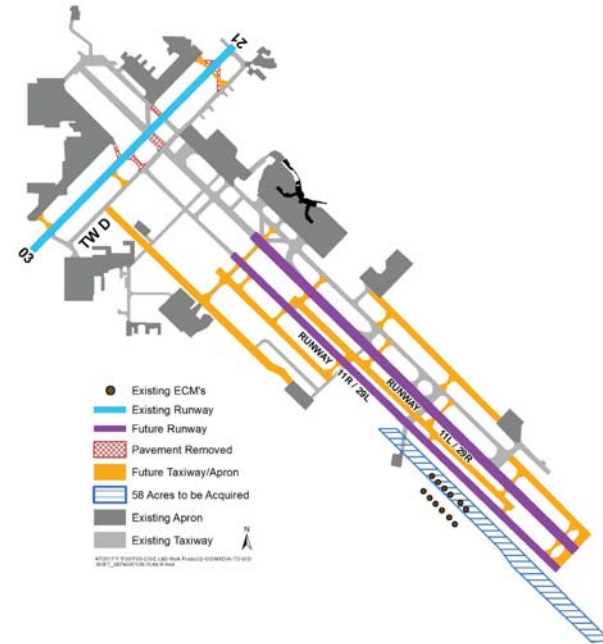 21
03
TW D
RUNWAY
11R / 29L
RUNWAY
11L / 29R
Existing ECM's
Existing Runway
Future Runway
Pavement Removed
Future Taxiway/Apron
58 Acres to be Acquired
Existing Apron
Existing Taxiway
N